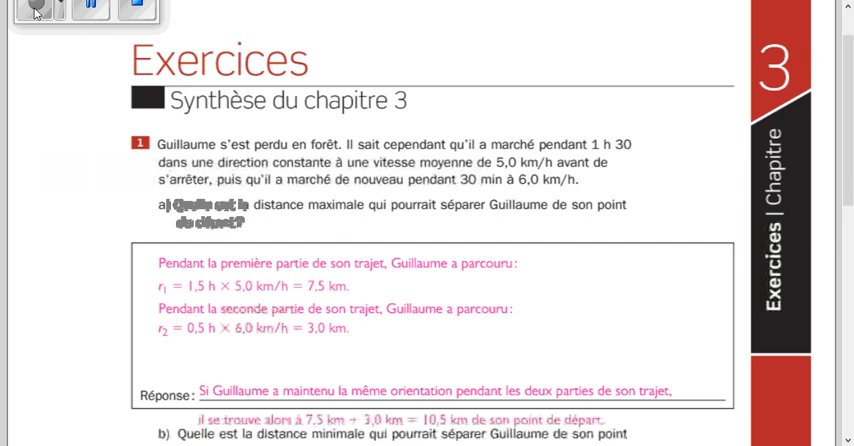 Exercices
3
Synthèse du chapitre 3
1 Guillaume s'est perdu en forêt. Il sait cependant qu'il a marché pendant 1 h 30
dans une direction constante à une vitesse moyenne de 5,0 km/h avant de
s'arrêter, puis qu'il a marché de nouveau pendant 30 min à 6,0 km/h.
a) Quelle est la distance maximale qui pourrait séparer Guillaume de son point
de départ?
Pendant la première partie de son trajet, Guillaume a parcouru :
r₁ = 1,5 h × 5,0 km/h = 7,5 km.
Pendant la seconde partie de son trajet, Guillaume a parcouru :
r₂ = 0,5 h × 6,0 km/h = 3,0 km.
Réponse : Si Guillaume a maintenu la même orientation pendant les deux parties de son trajet,
il se trouve alors à 7,5 km + 3,0 km = 10,5 km de son point de départ.
b) Quelle est la distance minimale qui pourrait séparer Guillaume de son point
Exercices | Chapitre